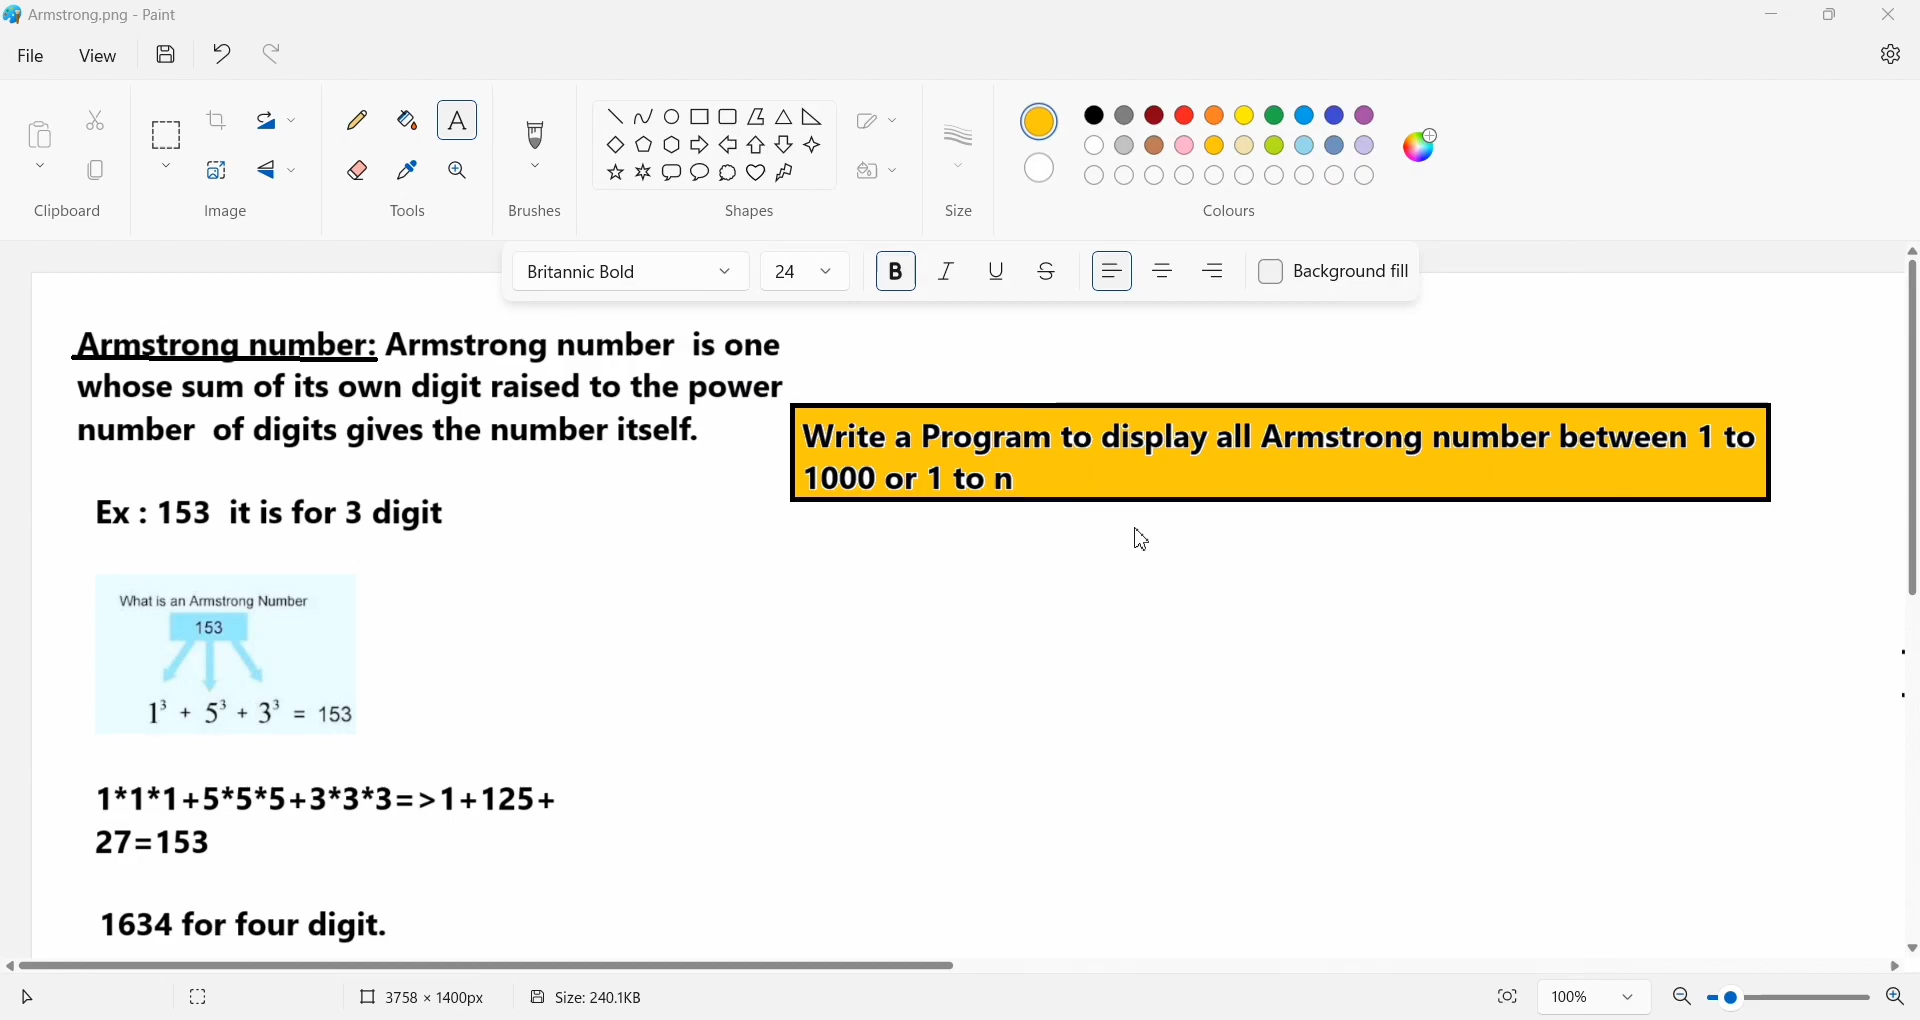 Armstrong.png - Paint
File View
Clipboard Image Tools Brushes Shapes Size Colours
Britannic Bold 24 B I U S Background fill
Armstrong number: Armstrong number is one
whose sum of its own digit raised to the power
number of digits gives the number itself.
Write a Program to display all Armstrong number between 1 to
1000 or 1 to n
Ex : 153 it is for 3 digit
What is an Armstrong Number
153
1³ + 5³ + 3³ = 153
1*1*1+5*5*5+3*3*3=>1+125+
27=153
1634 for four digit.
3758 × 1400px Size: 240.1KB 100%